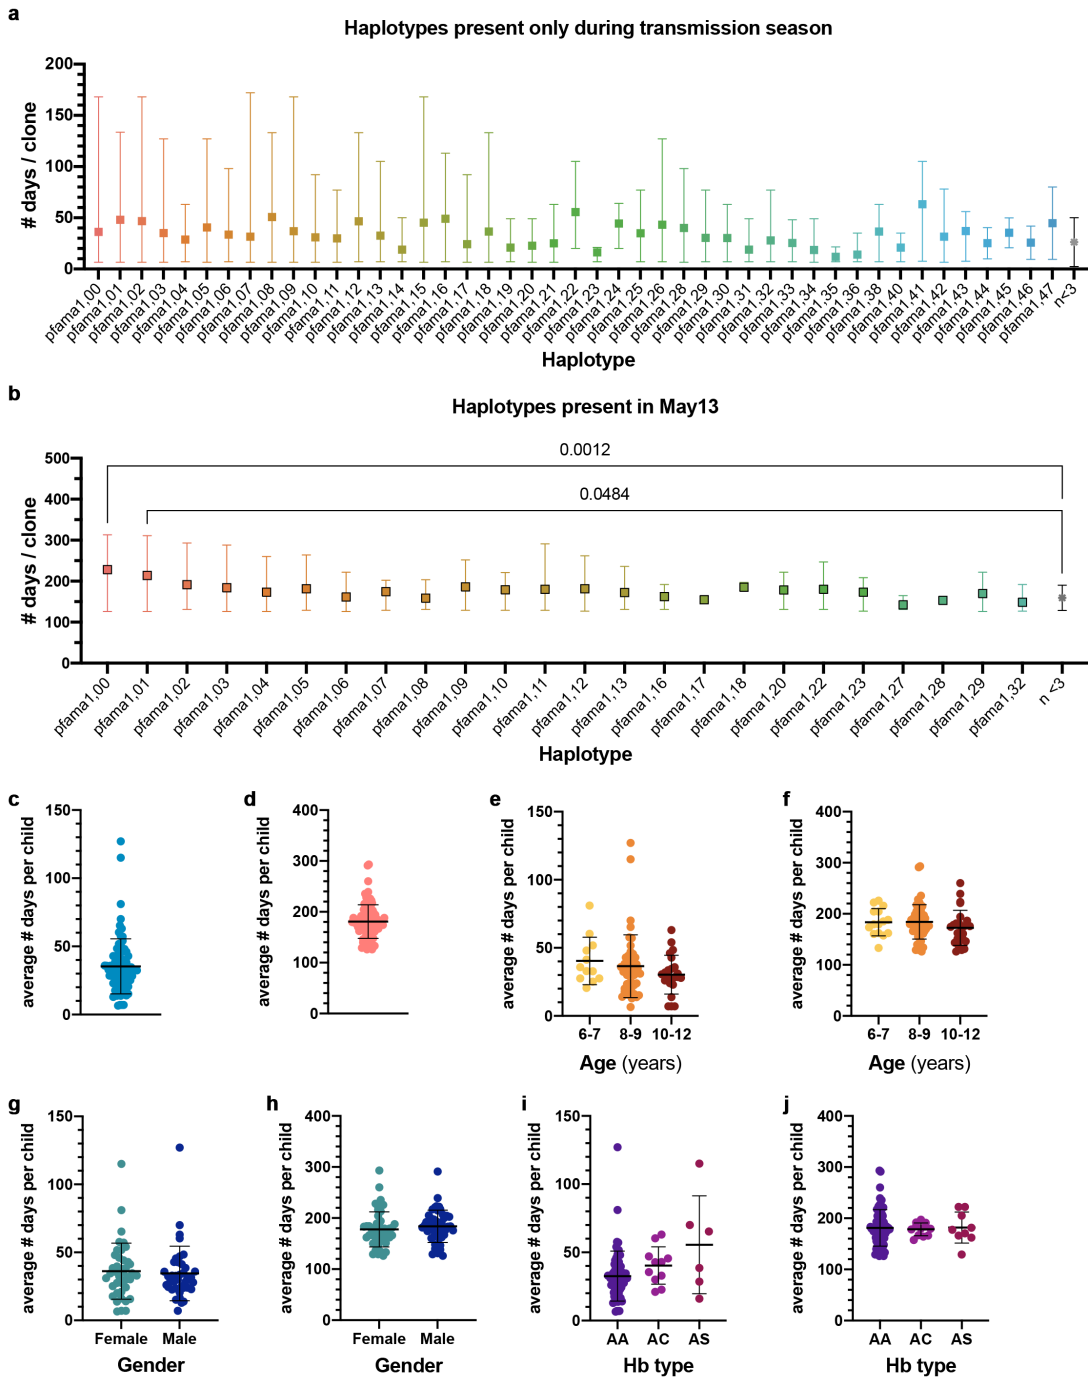 a
Haplotypes present only during transmission season
# days / clone
200
150
100
50
0
pfama1.00
pfama1.01
pfama1.02
pfama1.03
pfama1.04
pfama1.05
pfama1.06
pfama1.07
pfama1.08
pfama1.09
pfama1.10
pfama1.11
pfama1.12
pfama1.13
pfama1.14
pfama1.15
pfama1.16
pfama1.17
pfama1.18
pfama1.19
pfama1.20
pfama1.21
pfama1.22
pfama1.23
pfama1.24
pfama1.25
pfama1.26
pfama1.28
pfama1.29
pfama1.30
pfama1.31
pfama1.32
pfama1.33
pfama1.34
pfama1.35
pfama1.36
pfama1.38
pfama1.40
pfama1.41
pfama1.42
pfama1.43
pfama1.44
pfama1.45
pfama1.46
pfama1.47
n<3
Haplotype
b
Haplotypes present in May13
# days / clone
500
400
300
200
100
0
0.0012
0.0484
pfama1,00
pfama1,01
pfama1,02
pfama1,03
pfama1,04
pfama1,05
pfama1,06
pfama1,07
pfama1,08
pfama1,09
pfama1,10
pfama1,11
pfama1,12
pfama1,13
pfama1,16
pfama1,17
pfama1,18
pfama1,20
pfama1,22
pfama1,23
pfama1,27
pfama1,28
pfama1,29
pfama1,32
n <3
Haplotype
c
average # days per child
150
100
50
0
d
average # days per child
400
300
200
100
0
e
average # days per child
150
100
50
0
6-7 8-9 10-12
Age (years)
f
average # days per child
400
300
200
100
0
6-7 8-9 10-12
Age (years)
g
average # days per child
150
100
50
0
Female Male
Gender
h
average # days per child
400
300
200
100
0
Female Male
Gender
i
average # days per child
150
100
50
0
AA AC AS
Hb type
j
average # days per child
400
300
200
100
0
AA AC AS
Hb type